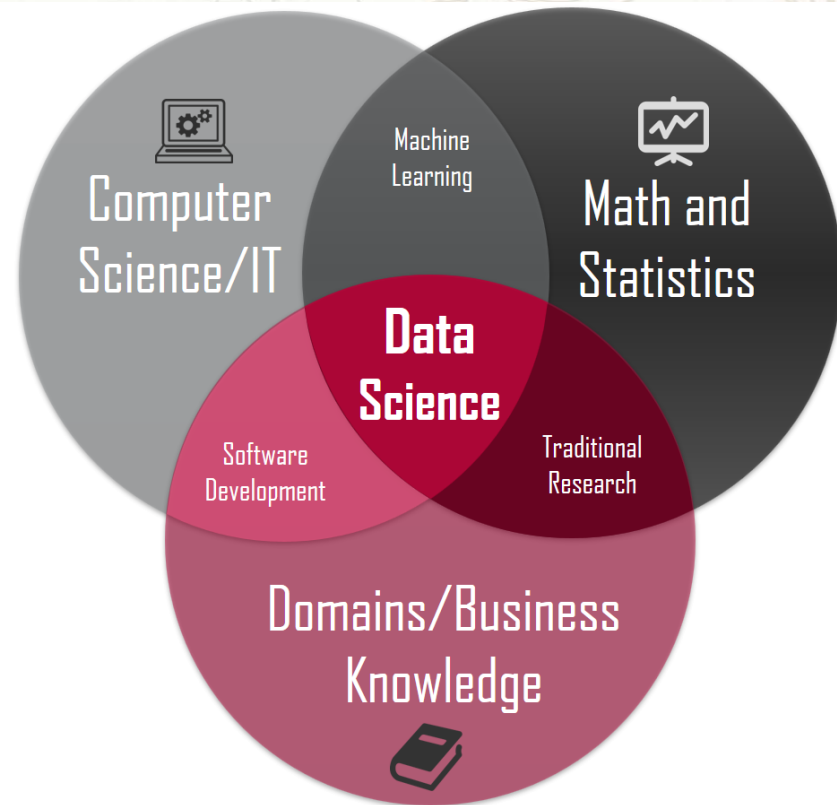 Machine
Learning
Computer
Science/IT
Math and
Statistics
Data
Science
Software
Development
Traditional
Research
Domains/Business
Knowledge